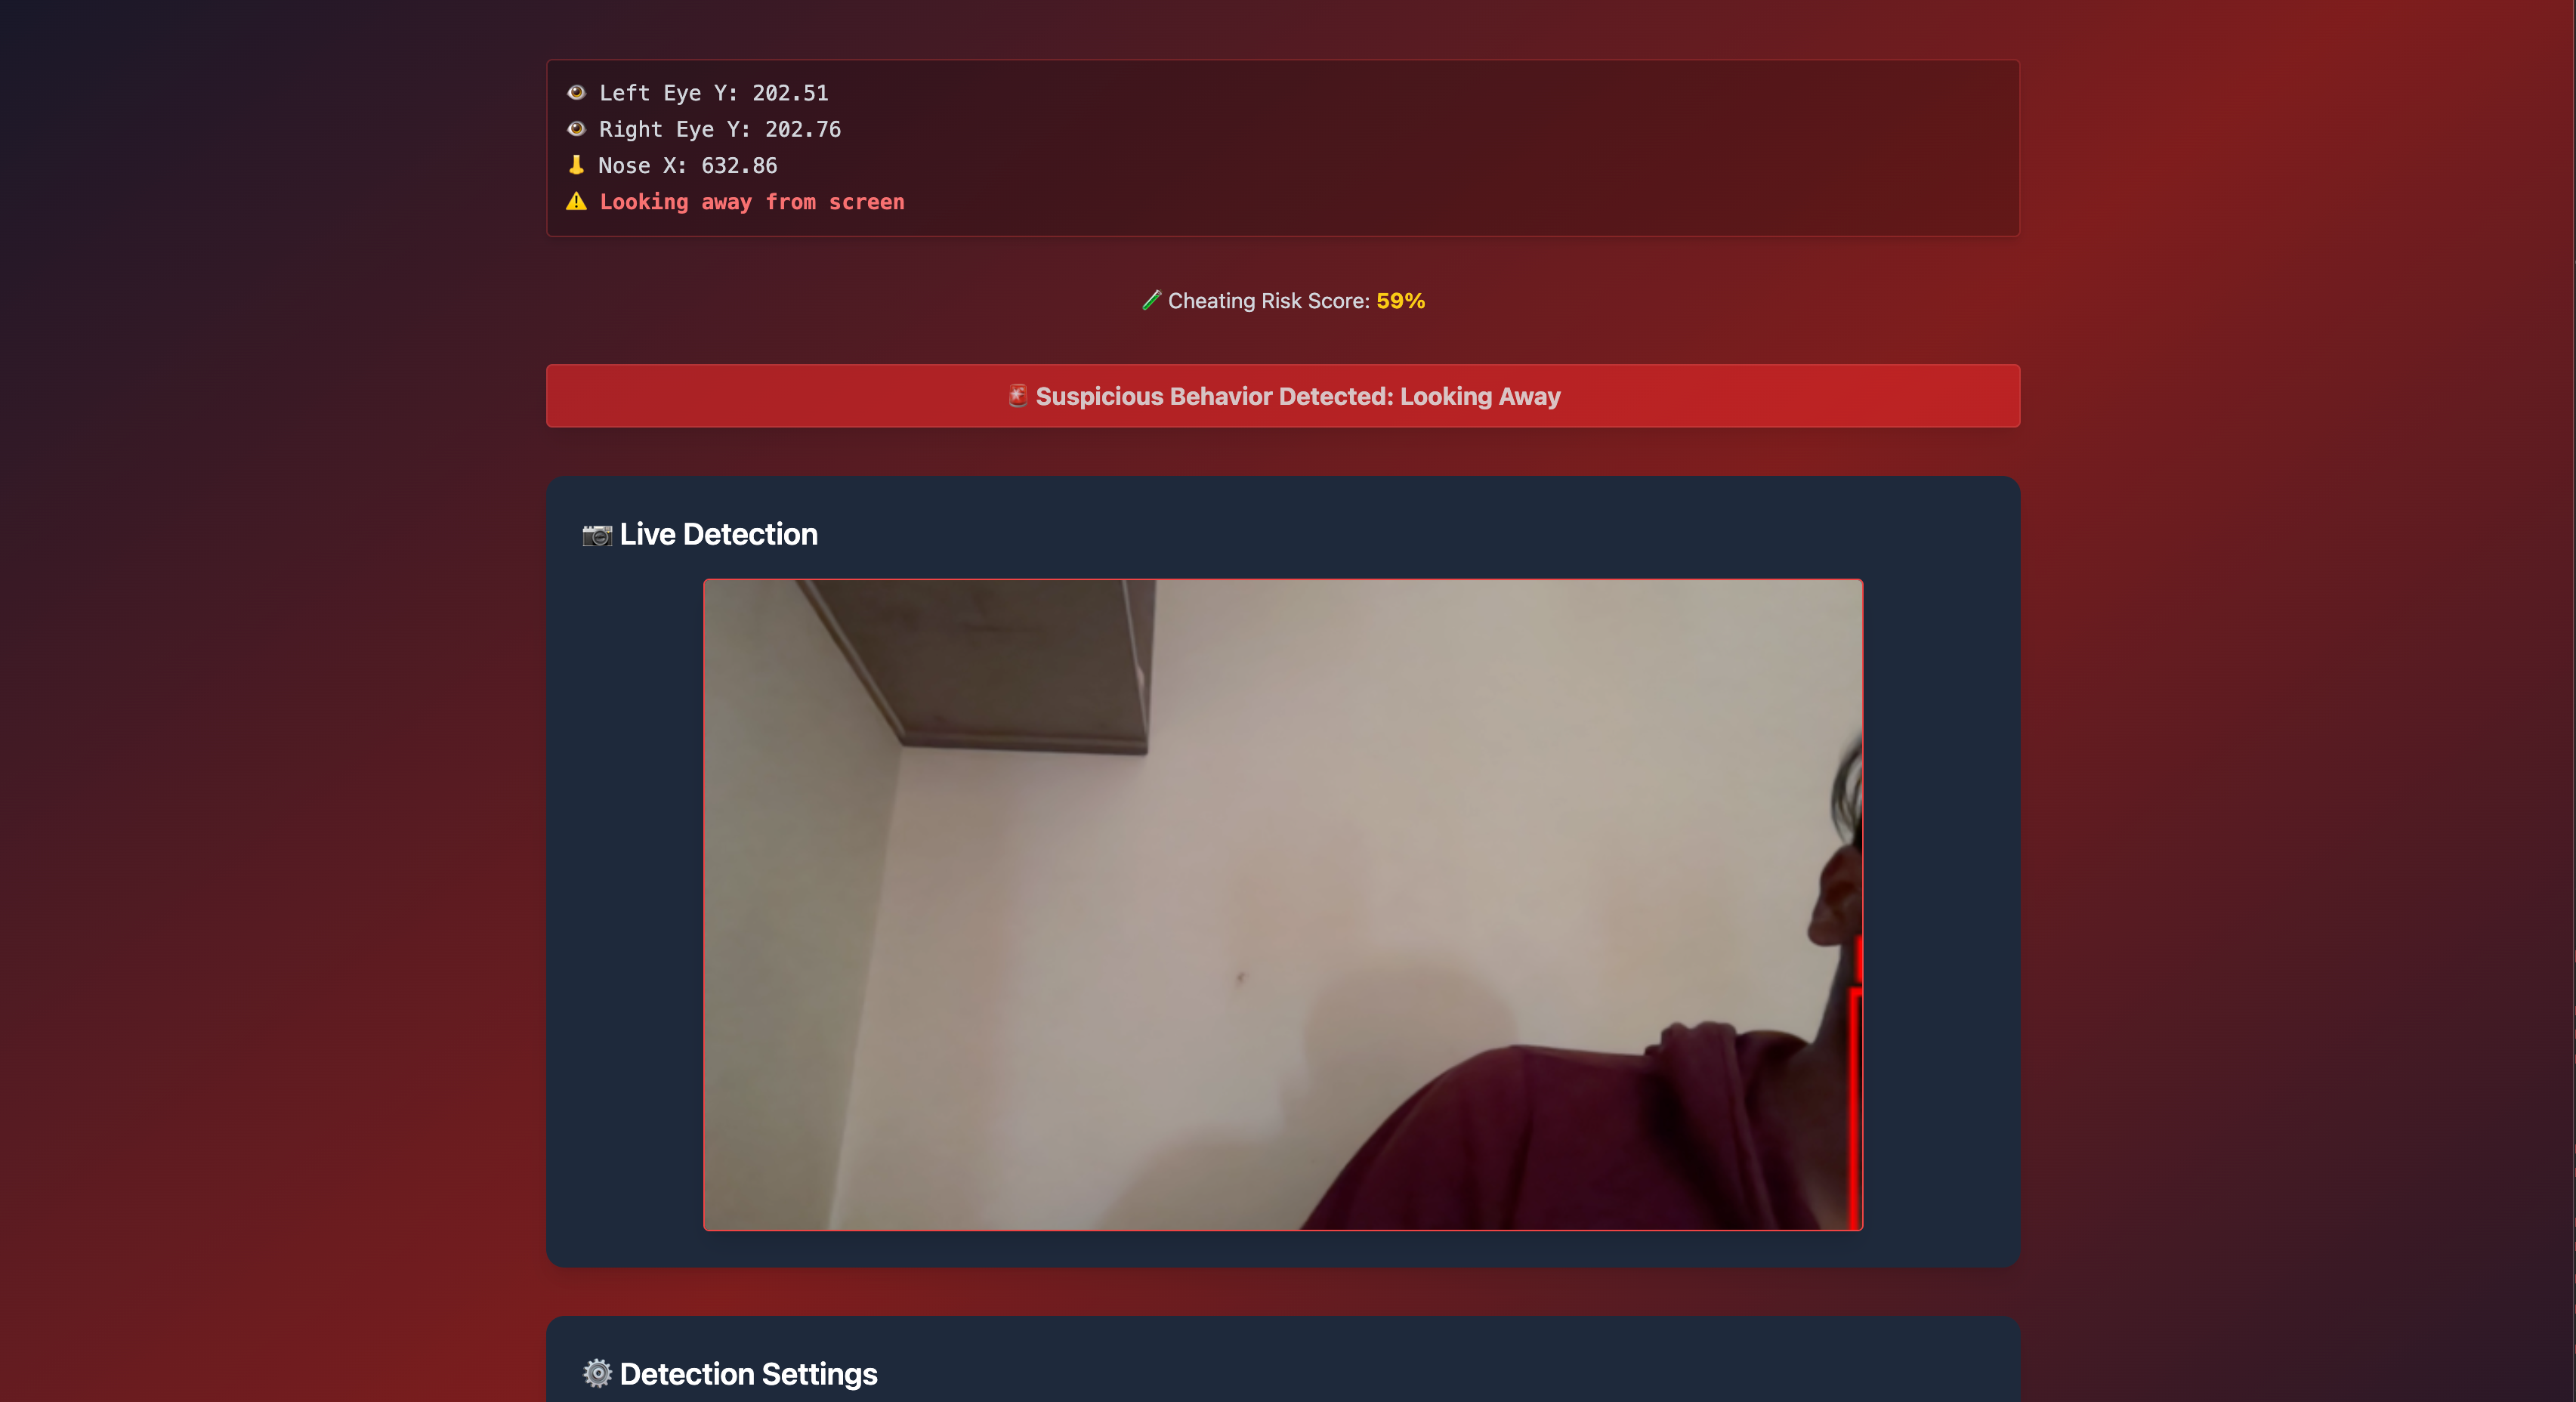 👁 Left Eye Y: 202.51
👁 Right Eye Y: 202.76
👃 Nose X: 632.86
⚠️ Looking away from screen
🧪 Cheating Risk Score: 59%
🚨 Suspicious Behavior Detected: Looking Away
📷 Live Detection
⚙️ Detection Settings